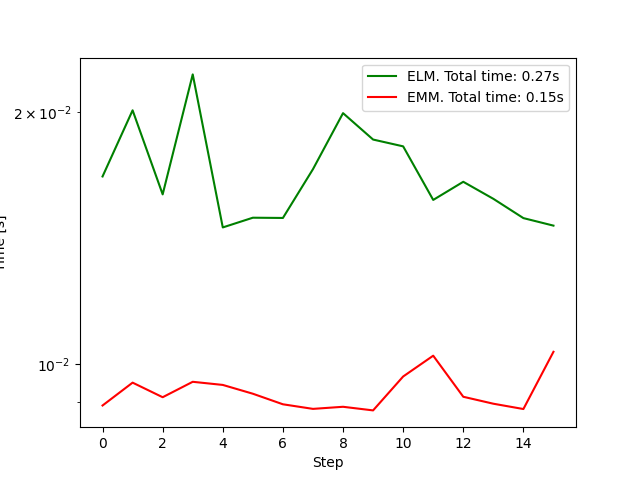 ELM. Total time: 0.27s
EMM. Total time: 0.15s
2 × 10⁻²
10⁻²
0 2 4 6 8 10 12 14
Step